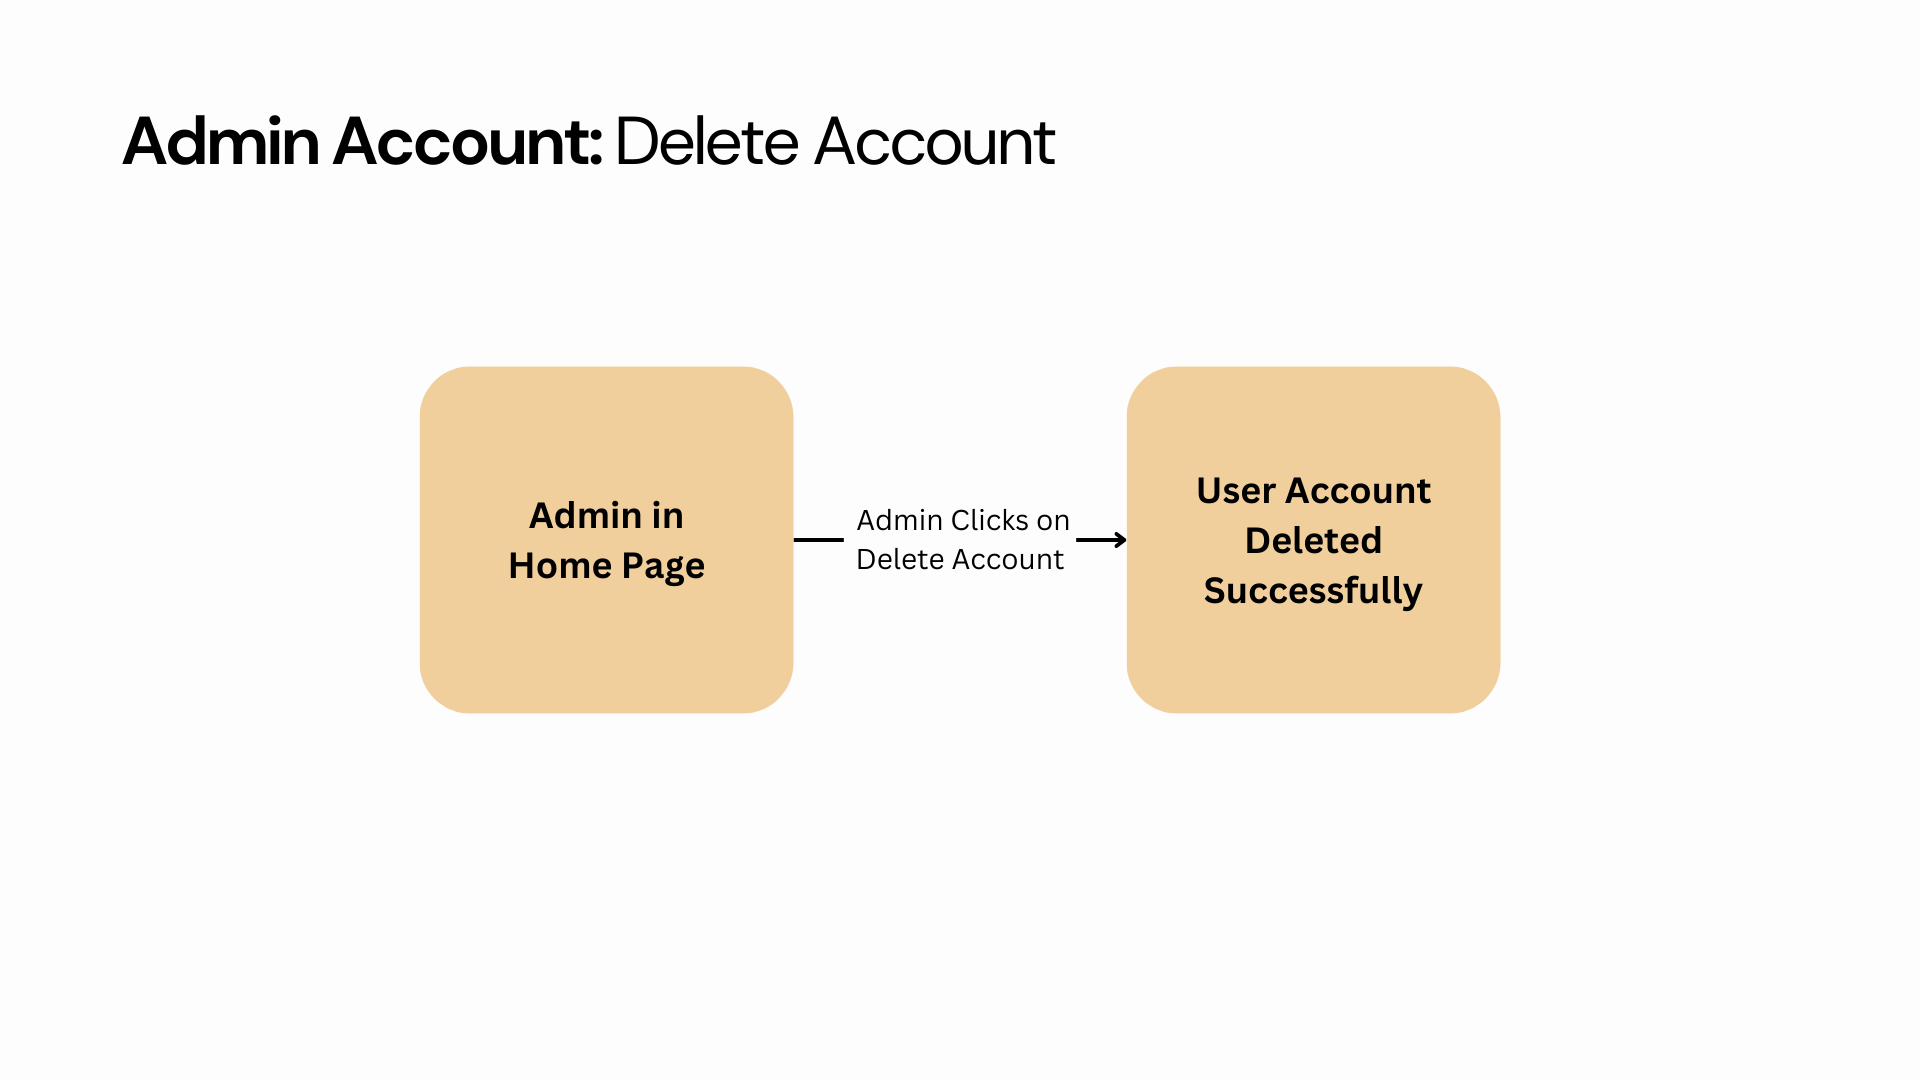 Admin Account: Delete Account
Admin in
Home Page
Admin Clicks on
Delete Account
User Account
Deleted
Successfully